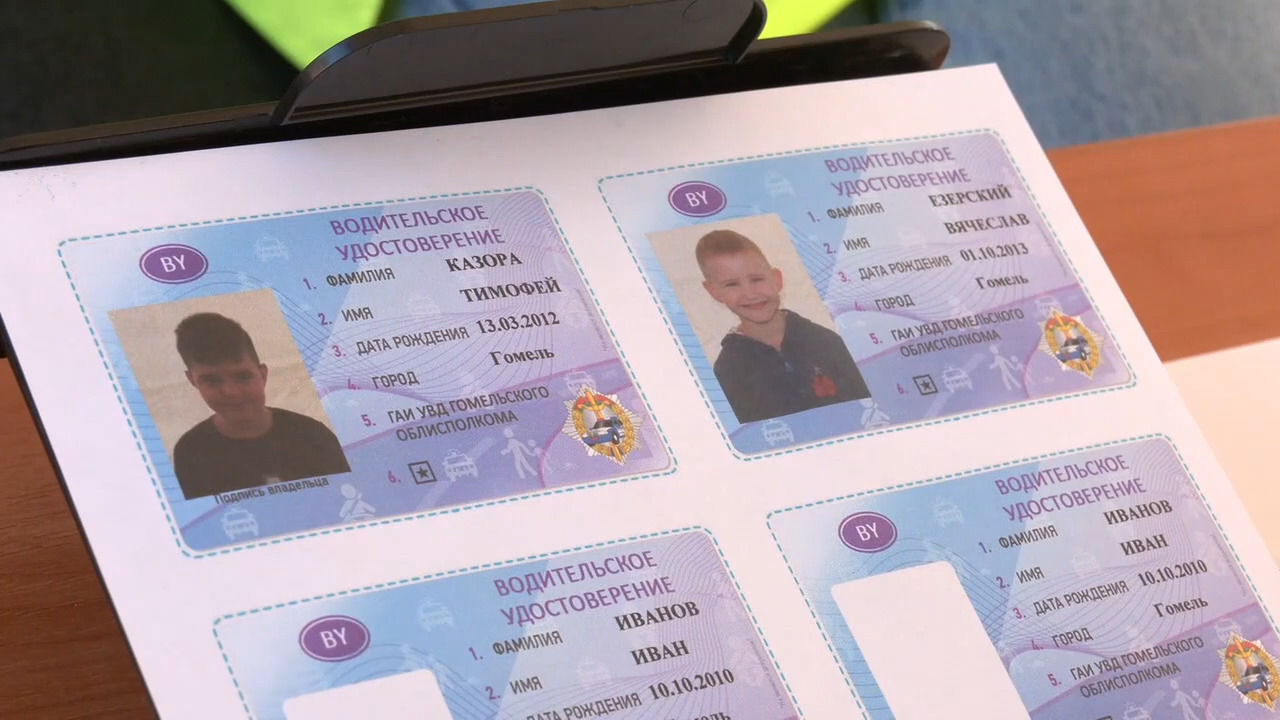 BY
ВОДИТЕЛЬСКОЕ
УДОСТОВЕРЕНИЕ
1. ФАМИЛИЯ КАЗОРА
2. ИМЯ ТИМОФЕЙ
3. ДАТА РОЖДЕНИЯ 13.03.2012
4. ГОРОД Гомель
5. ГАИ УВД ГОМЕЛЬСКОГО
ОБЛИСПОЛКОМА
6.
Подпись владельца
BY
ВОДИТЕЛЬСКОЕ
УДОСТОВЕРЕНИЕ
1. ФАМИЛИЯ ЕЗЕРСКИЙ
2. ИМЯ ВЯЧЕСЛАВ
3. ДАТА РОЖДЕНИЯ 01.10.2013
4. ГОРОД Гомель
5. ГАИ УВД ГОМЕЛЬСКОГО
ОБЛИСПОЛКОМА
6.
BY
ВОДИТЕЛЬСКОЕ
УДОСТОВЕРЕНИЕ
1. ФАМИЛИЯ ИВАНОВ
2. ИМЯ ИВАН
ДАТА РОЖДЕНИЯ 10.10.2010
BY
ВОДИТЕЛЬСКОЕ
УДОСТОВЕРЕНИЕ
1. ФАМИЛИЯ ИВАНОВ
2. ИМЯ ИВАН
3. ДАТА РОЖДЕНИЯ 10.10.2010
4. ГОРОД Гомель
5. ГАИ УВД ГОМЕЛЬСКОГО
ОБЛИСПОЛКОМА